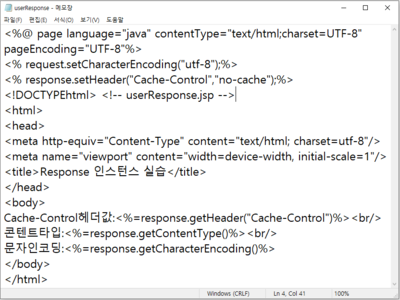 userResponse - 메모장
파일(F) 편집(E) 서식(O) 보기(V) 도움말
<%@ page language="java" contentType="text/html;charset=UTF-8"
pageEncoding="UTF-8"%>
<% request.setCharacterEncoding("utf-8");%>
<% response.setHeader("Cache-Control","no-cache");%>
<!DOCTYPEhtml> <!-- userResponse.jsp -->
<html>
<head>
<meta http-equiv="Content-Type" content="text/html; charset=utf-8"/>
<meta name="viewport" content="width=device-width, initial-scale=1"/>
<title>Response 인스턴스 실습</title>
</head>
<body>
Cache-Control헤더값:<%=response.getHeader("Cache-Control")%><br/>
콘텐트타입:<%=response.getContentType()%><br/>
문자인코딩:<%=response.getCharacterEncoding()%>
</body>
</html>
Windows (CRLF) Ln 4, Col 41 100%